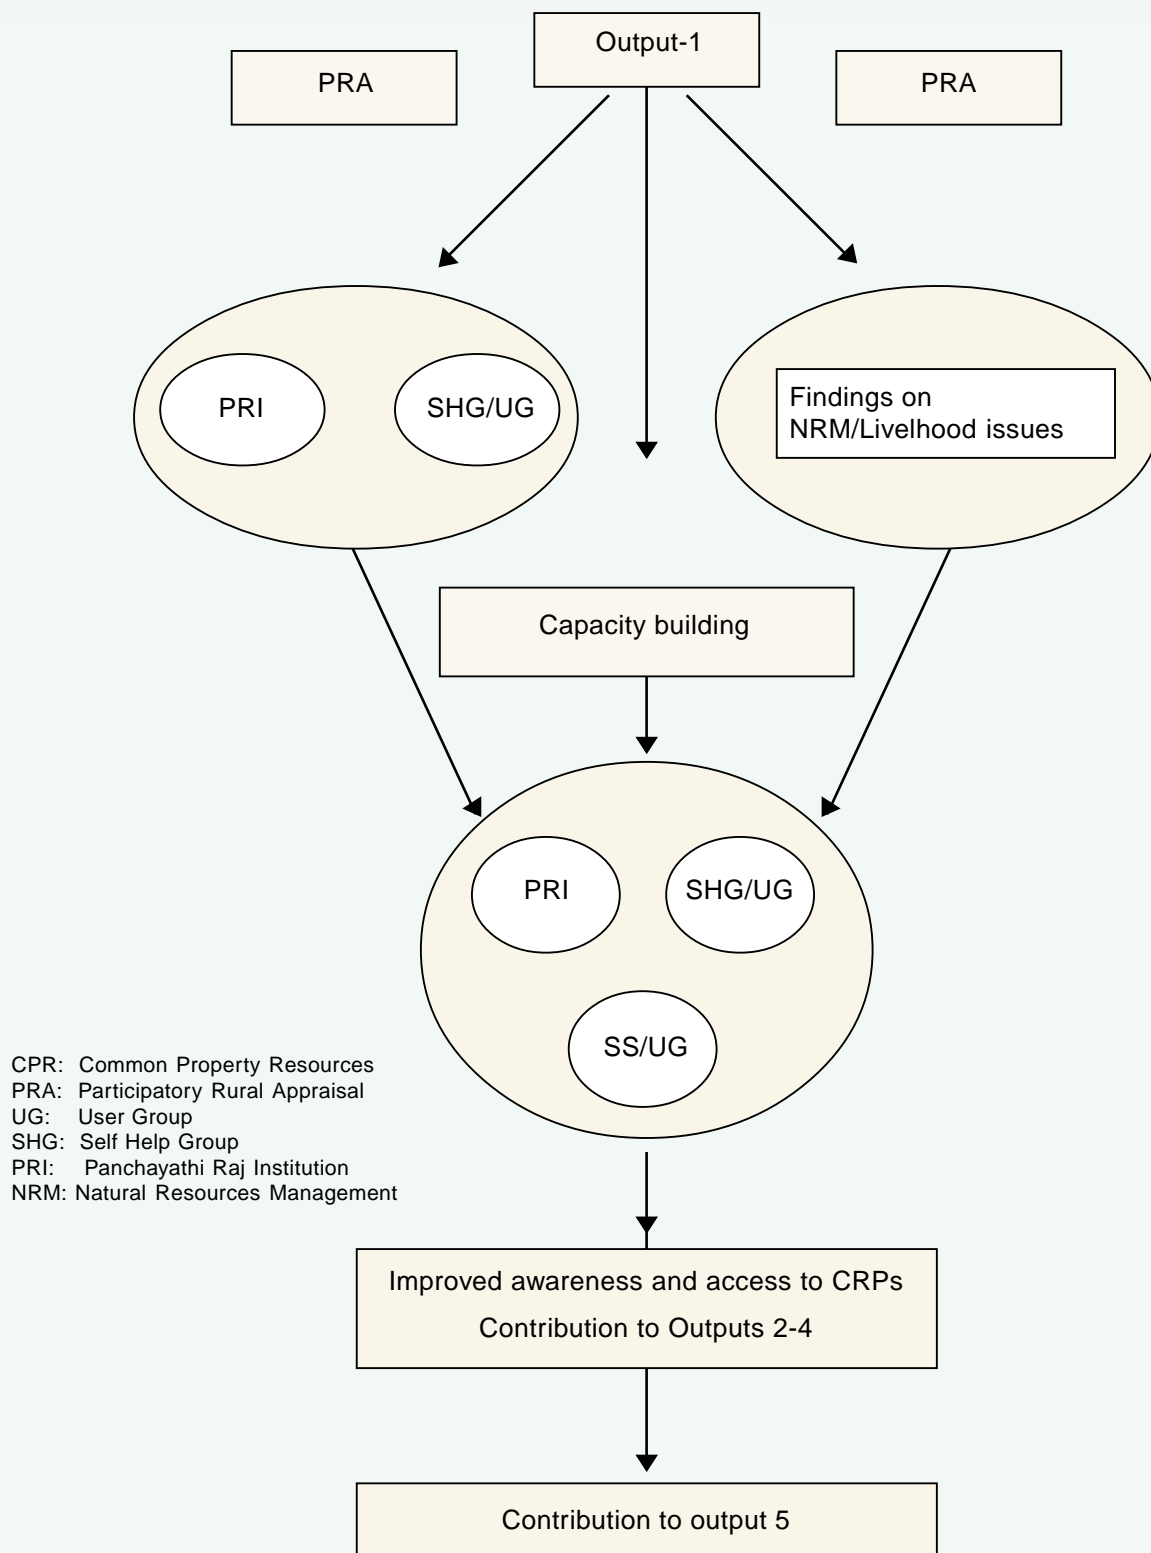 Output-1
PRA
PRA
PRI
SHG/UG
Findings on
NRM/Livelhood issues
Capacity building
PRI
SHG/UG
SS/UG
CPR: Common Property Resources
PRA: Participatory Rural Appraisal
UG: User Group
SHG: Self Help Group
PRI: Panchayathi Raj Institution
NRM: Natural Resources Management
Improved awareness and access to CRPs
Contribution to Outputs 2-4
Contribution to output 5